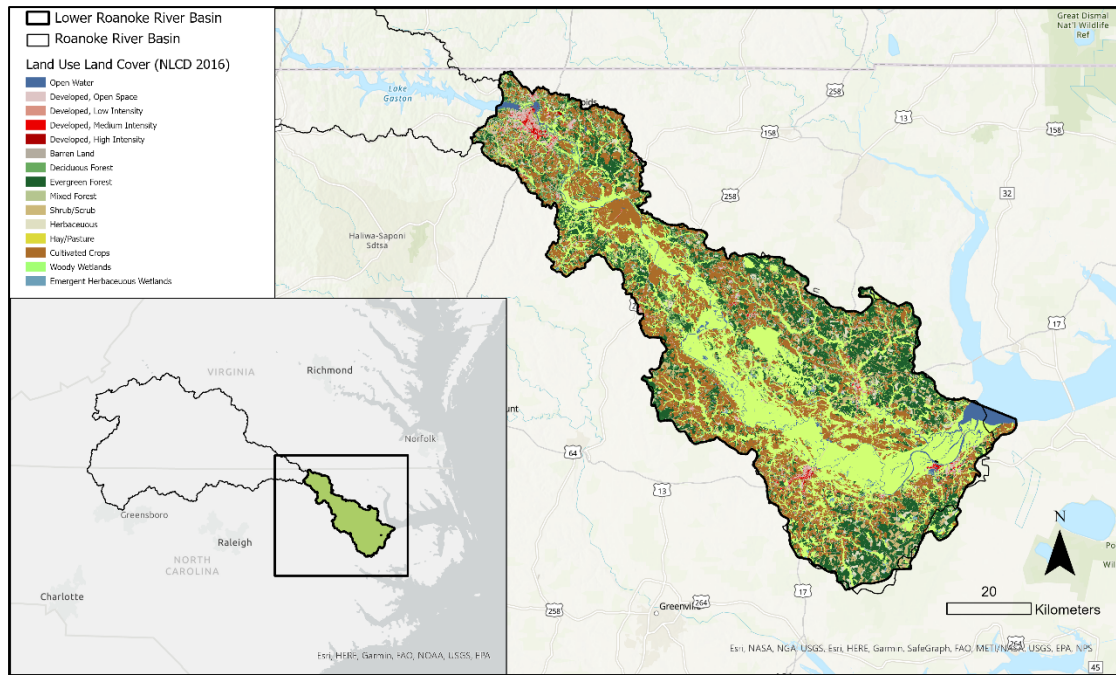 Lower Roanoke River Basin
Roanoke River Basin
Land Use Land Cover (NLCD 2016)
Open Water
Developed, Open Space
Developed, Low Intensity
Developed, Medium Intensity
Developed, High Intensity
Barren Land
Deciduous Forest
Evergreen Forest
Mixed Forest
Shrub/Scrub
Herbaceuous
Hay/Pasture
Cultivated Crops
Woody Wetlands
Emergent Herbaceuous Wetlands
Great Dismal
Nat'l Wildlife
Ref
Lake
Gaston
258
13
158
158
32
258
Haliwa-Saponi
Sdtsa
17
64
13
17
Greenville
264
258
264
45
N
20
Kilometers
Esri, NASA, NGA, USGS, Esri, HERE, Garmin, SafeGraph, FAO, METI/NASA, USGS, EPA, NPS
VIRGINIA
Richmond
Norfolk
Greensboro
Raleigh
NORTH
CAROLINA
Charlotte
Esri, HERE, Garmin, FAO, NOAA, USGS, EPA